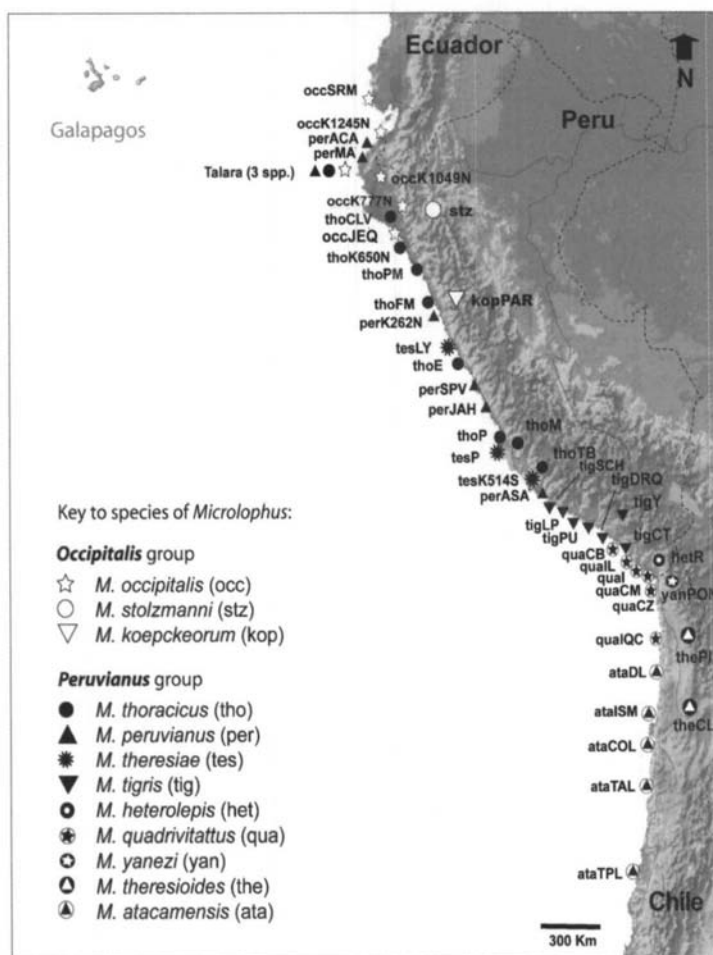 Ecuador
N
Galapagos
Peru
occSRM
occK1245N
perACA
perMA
Talara (3 spp.)
occK1049N
occK777N
stz
thoCLV
occJEQ
thoK650N
thoPM
kopPAR
thoFM
perK262N
tesLY
thoE
perSPV
perJAH
thoP
thoM
tesP
thoTB
tigSCH
tesK514S
tigDRQ
perASA
tigY
tigLP
tigPU
tigCT
quaCB
hetR
quaIL
quaI
yanPON
quaCM
quaCZ
quaIQC
thePI
ataDL
ataISM
theCL
ataCOL
ataTAL
ataTPL
Chile
300 Km
Key to species of Microlophus:
Occipitalis group
M. occipitalis (occ)
M. stolzmanni (stz)
M. koepckeorum (kop)
Peruvianus group
M. thoracicus (tho)
M. peruvianus (per)
M. theresiae (tes)
M. tigris (tig)
M. heterolepis (het)
M. quadrivitattus (qua)
M. yanezi (yan)
M. theresioides (the)
M. atacamensis (ata)